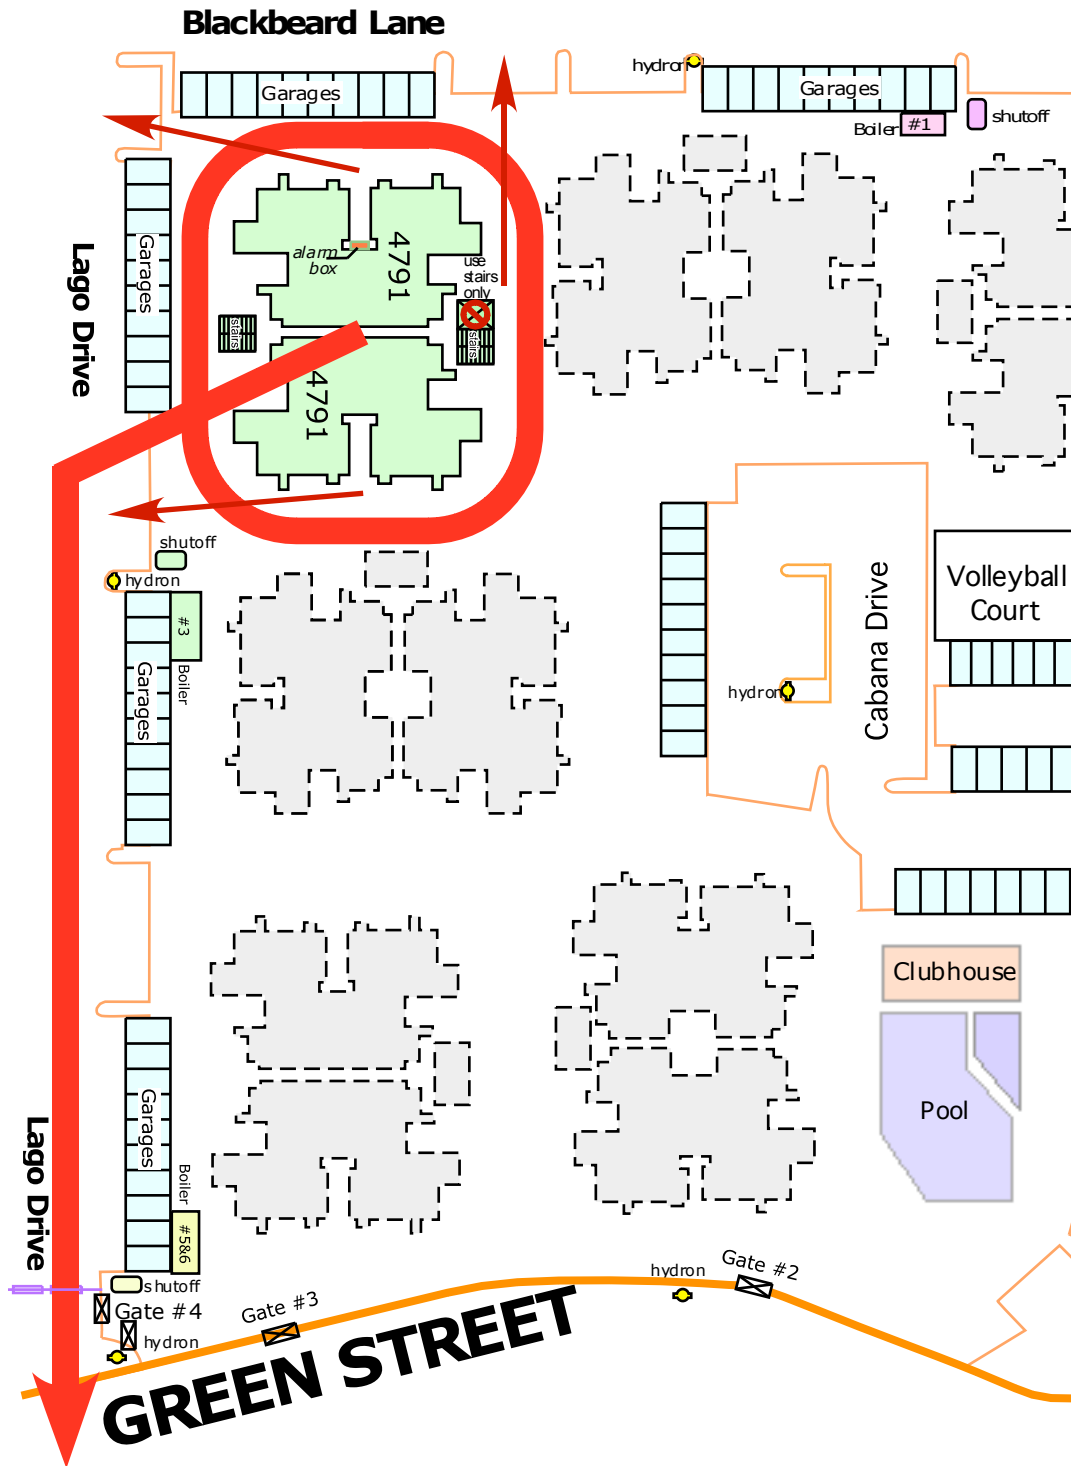 Blackbeard Lane
hydron
Garages
Garages
shutoff
Boiler
#1
Garages
Lago Drive
alarm
box
4791
use
stairs
only
stairs
stairs
4791
shutoff
hydron
#3
Boiler
Garages
Volleyball
Court
Cabana Drive
hydron
Clubhouse
Pool
Garages
Lago Drive
Boiler
#5&6
shutoff
Gate #4
hydron
Gate #3
hydron
Gate #2
GREEN STREET